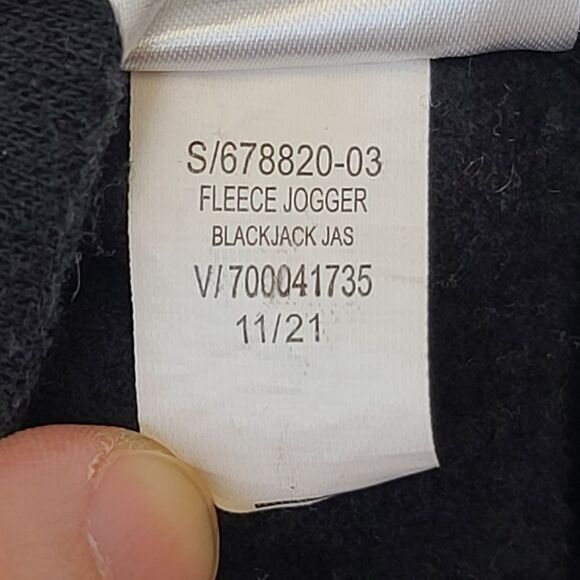 S/678820-03
FLEECE JOGGER
BLACKJACK JAS
V/700041735
11/21